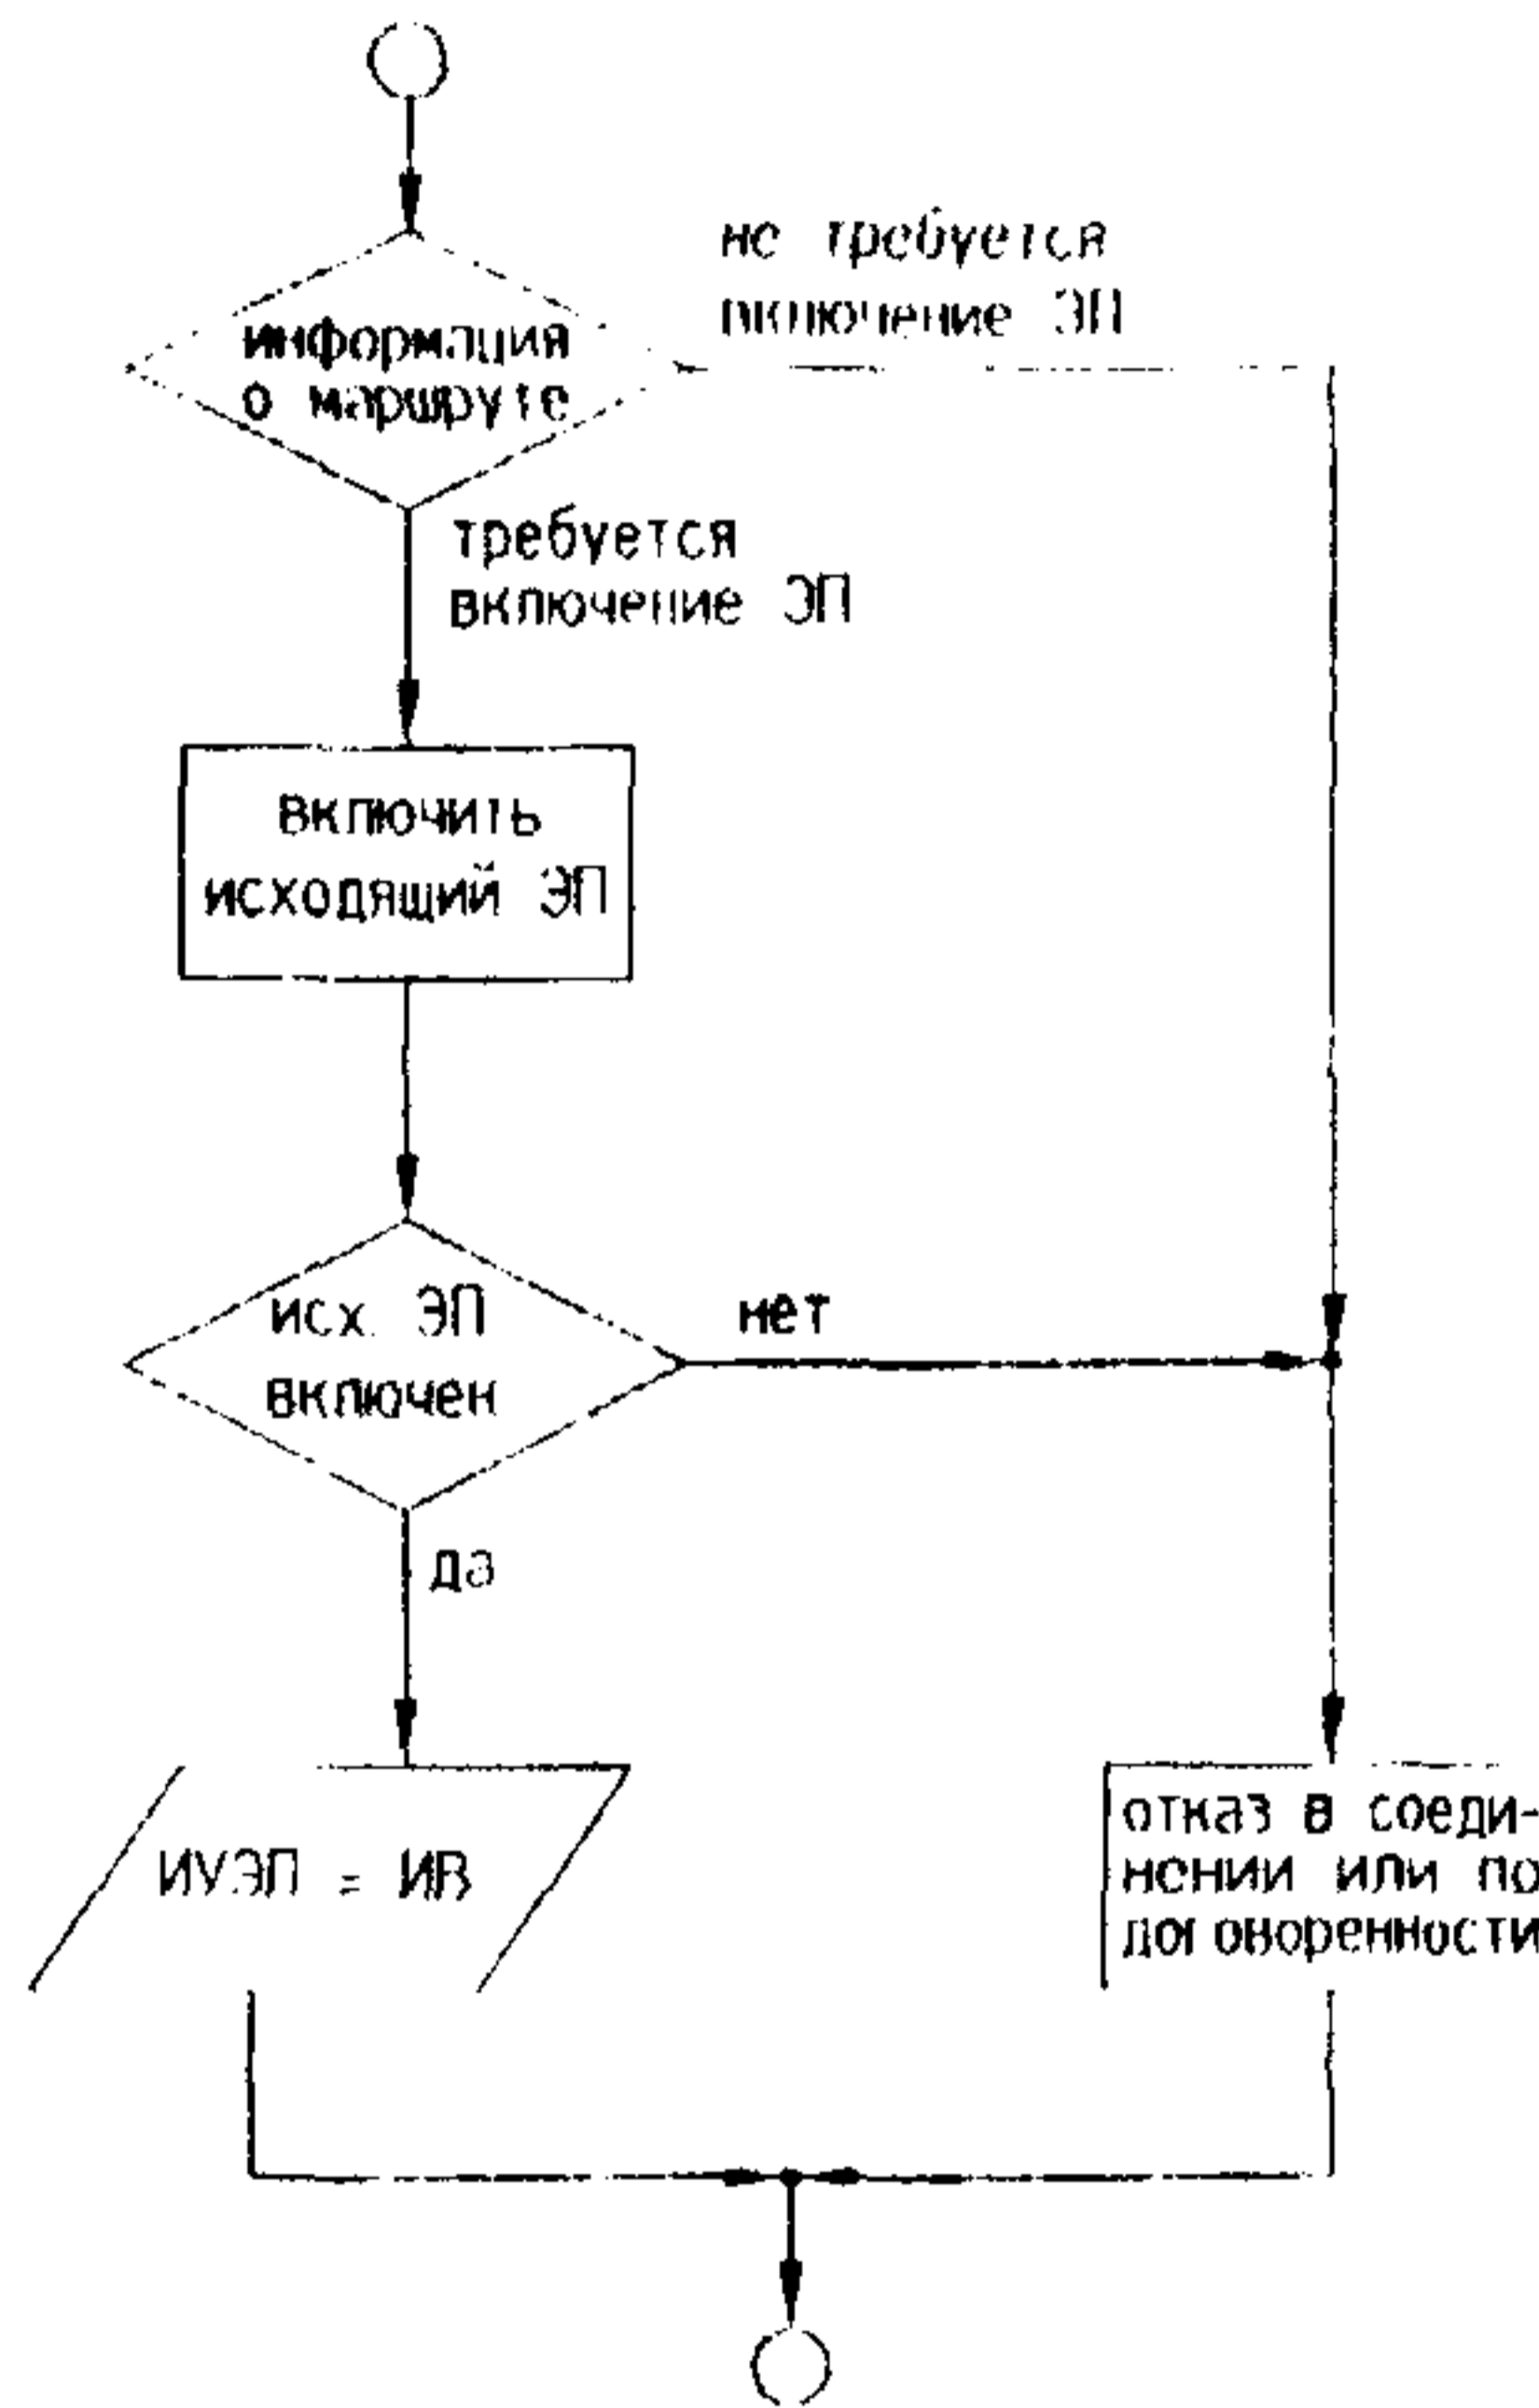 не требуется
включение ЭП
информация
о маршруте
требуется
включение ЭП
включить
исходящий ЭП
исх. ЭП
включен
нет
да
ИУЭП = ИВ
отказ в соеди-
нении или по
договоренности